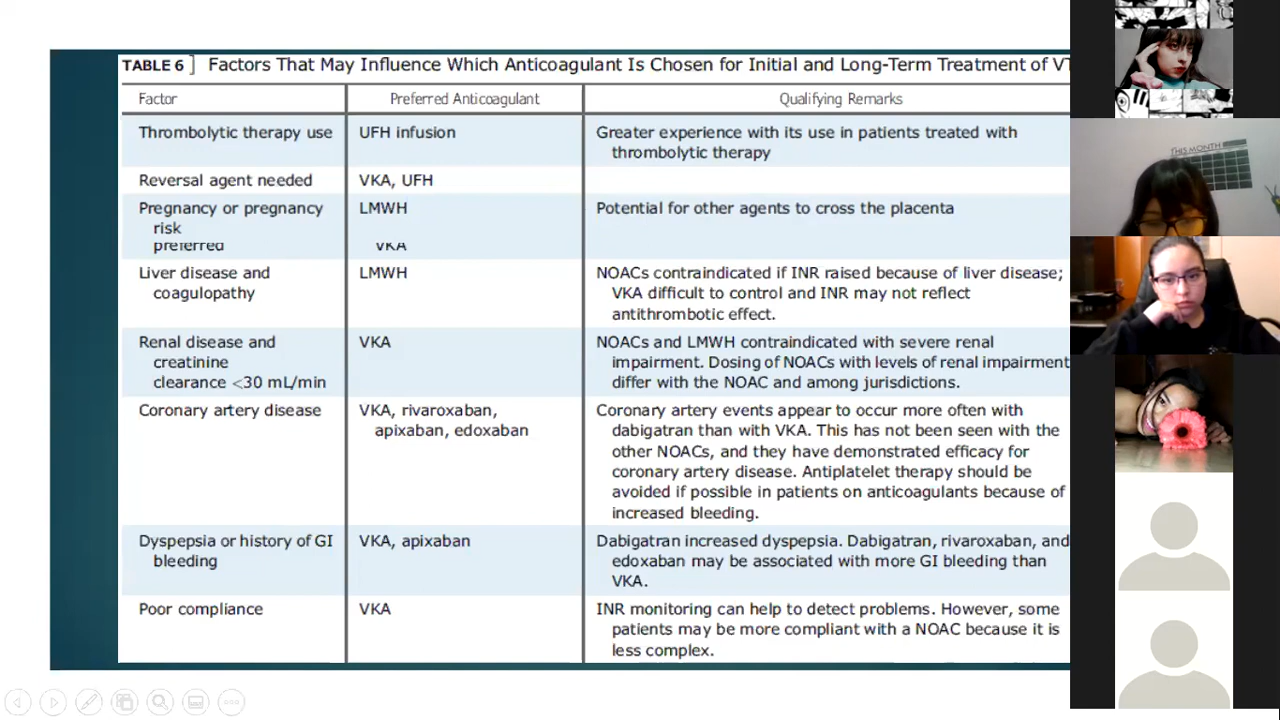 TABLE 6 ] Factors That May Influence Which Anticoagulant Is Chosen for Initial and Long-Term Treatment of
Factor Preferred Anticoagulant Qualifying Remarks
Thrombolytic therapy use UFH infusion Greater experience with its use in patients treated with
thrombolytic therapy
Reversal agent needed VKA, UFH
Pregnancy or pregnancy LMWH Potential for other agents to cross the placenta
risk
preferred VKA
Liver disease and LMWH NOACs contraindicated if INR raised because of liver disease;
coagulopathy VKA difficult to control and INR may not reflect
antithrombotic effect.
Renal disease and VKA NOACs and LMWH contraindicated with severe renal
creatinine impairment. Dosing of NOACs with levels of renal impairment
clearance <30 mL/min differ with the NOAC and among jurisdictions.
Coronary artery disease VKA, rivaroxaban, Coronary artery events appear to occur more often with
apixaban, edoxaban dabigatran than with VKA. This has not been seen with the
other NOACs, and they have demonstrated efficacy for
coronary artery disease. Antiplatelet therapy should be
avoided if possible in patients on anticoagulants because of
increased bleeding.
Dyspepsia or history of GI VKA, apixaban Dabigatran increased dyspepsia. Dabigatran, rivaroxaban, and
bleeding edoxaban may be associated with more GI bleeding than
VKA.
Poor compliance VKA INR monitoring can help to detect problems. However, some
patients may be more compliant with a NOAC because it is
less complex.
THIS MONTH